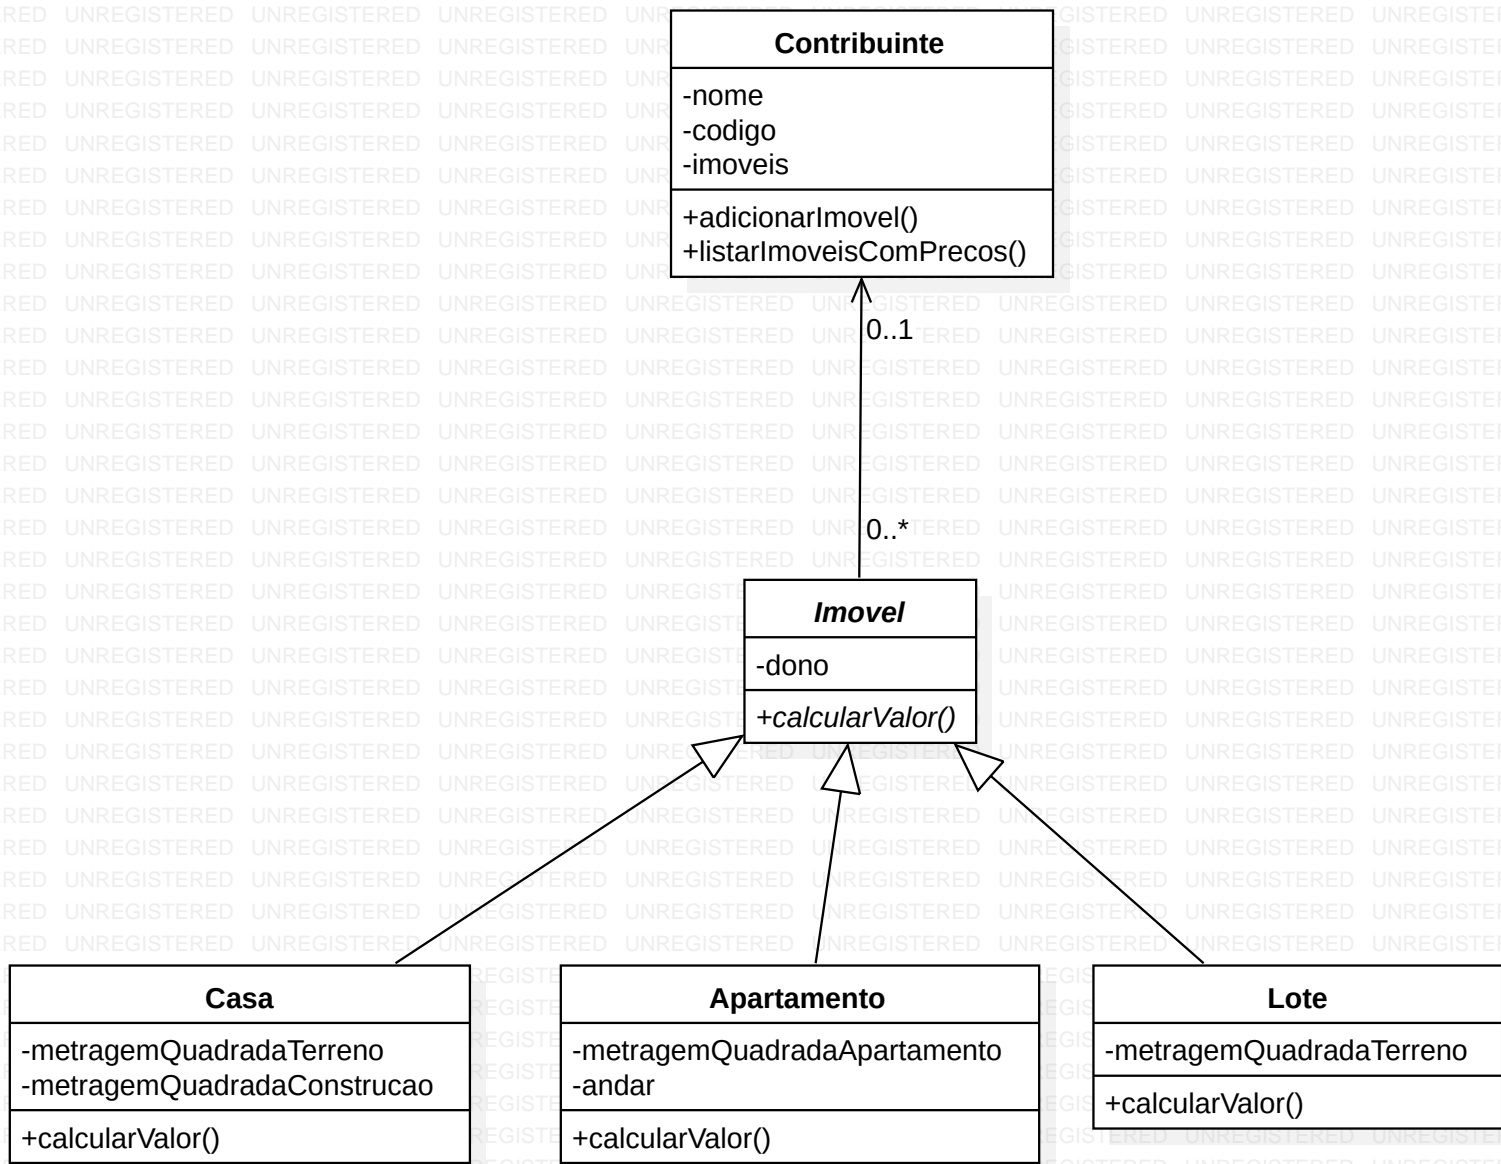 Contribuinte
-nome
-codigo
-imoveis
+adicionarImovel()
+listarImoveisComPrecos()
0..1
0..*
Imovel
-dono
+calcularValor()
Casa
-metragemQuadradaTerreno
-metragemQuadradaConstrucao
+calcularValor()
Apartamento
-metragemQuadradaApartamento
-andar
+calcularValor()
Lote
-metragemQuadradaTerreno
+calcularValor()
UNREGISTERED